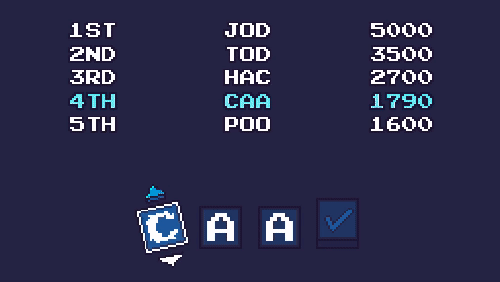 1ST JOD 5000
2ND TOD 3500
3RD HAC 2700
4TH CAA 1790
5TH POO 1600
C A A